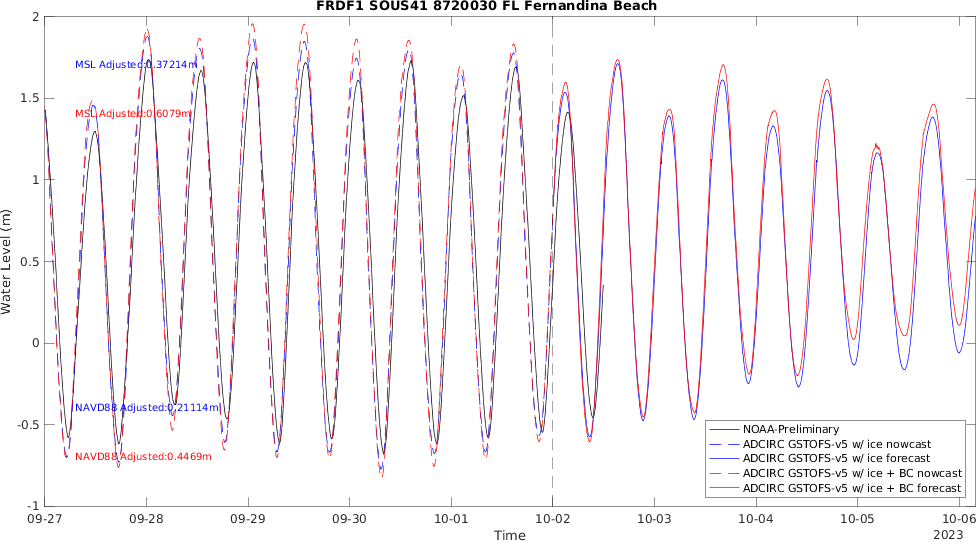 FRDF1 SOUS41 8720030 FL Fernandina Beach
Water Level (m)
2
1.5
1
0.5
0
-0.5
-1
MSL Adjusted:0.37214m
MSL Adjusted:0.6079m
NAVD88 Adjusted:0.21114m
NAVD88 Adjusted:0.4469m
NOAA-Preliminary
ADCIRC GSTOFS-v5 w/ ice nowcast
ADCIRC GSTOFS-v5 w/ ice forecast
ADCIRC GSTOFS-v5 w/ ice + BC nowcast
ADCIRC GSTOFS-v5 w/ ice + BC forecast
09-27 09-28 09-29 09-30 10-01 10-02 10-03 10-04 10-05 10-06
Time
2023